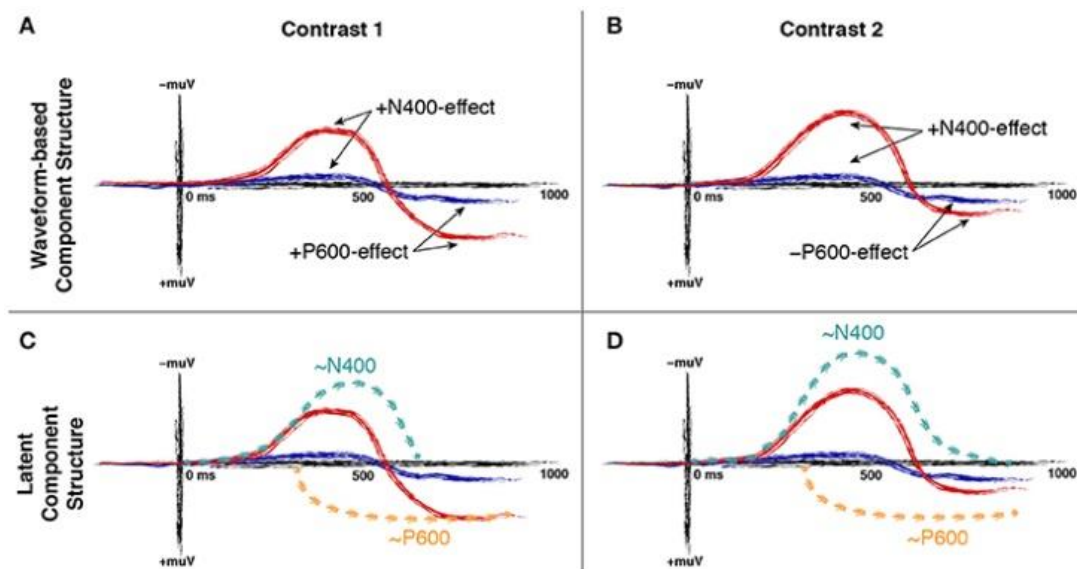 A
Contrast 1
B
Contrast 2
Waveform-based
Component Structure
−muV
+N400-effect
0 ms
500
1000
+P600-effect
+muV
−muV
+N400-effect
0 ms
500
1000
−P600-effect
+muV
C
D
Latent
Component
Structure
−muV
~N400
0 ms
500
1000
~P600
+muV
−muV
~N400
0 ms
500
1000
~P600
+muV